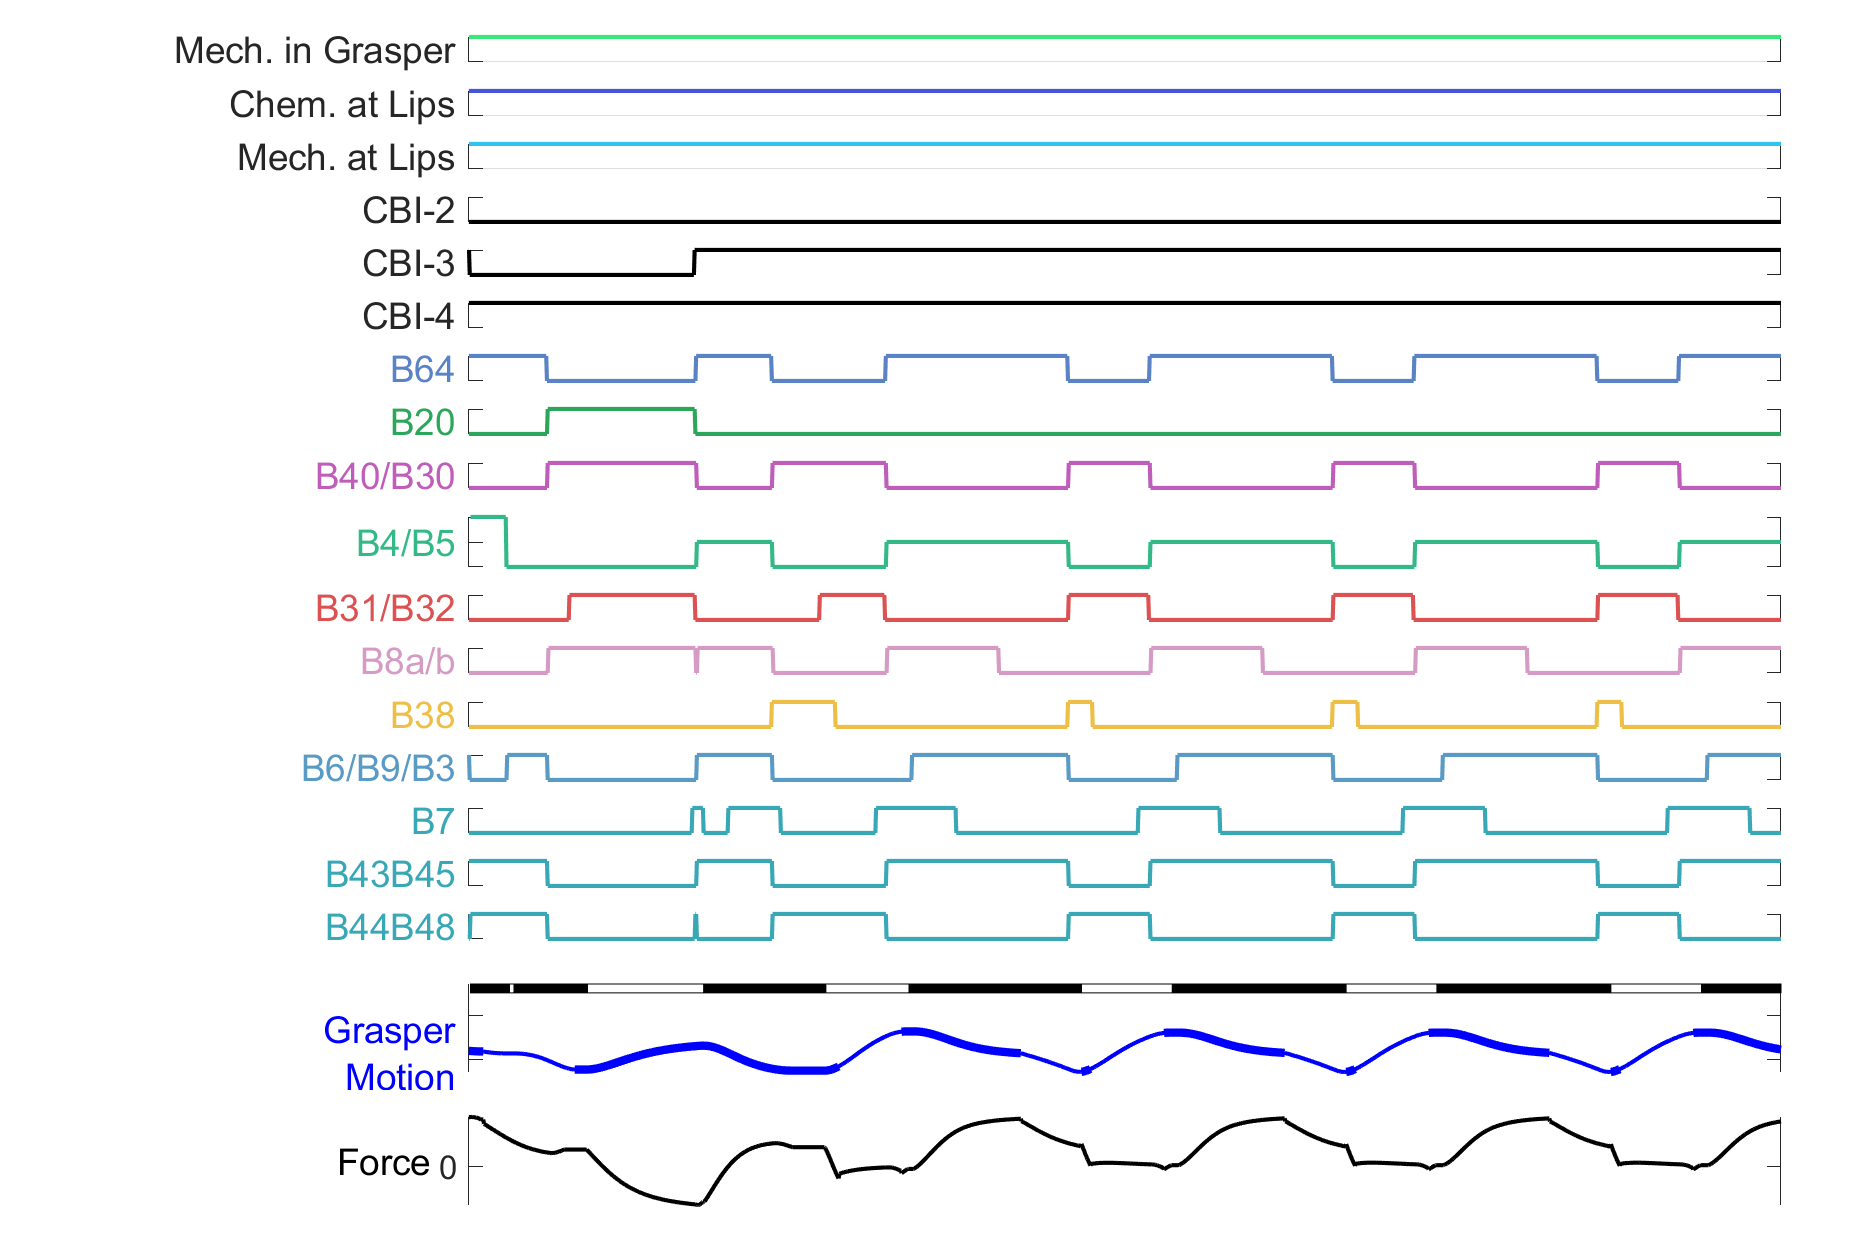 Mech. in Grasper
Chem. at Lips
Mech. at Lips
CBI-2
CBI-3
CBI-4
B64
B20
B40/B30
B4/B5
B31/B32
B8a/b
B38
B6/B9/B3
B7
B43B45
B44B48
Grasper
Motion
Force 0